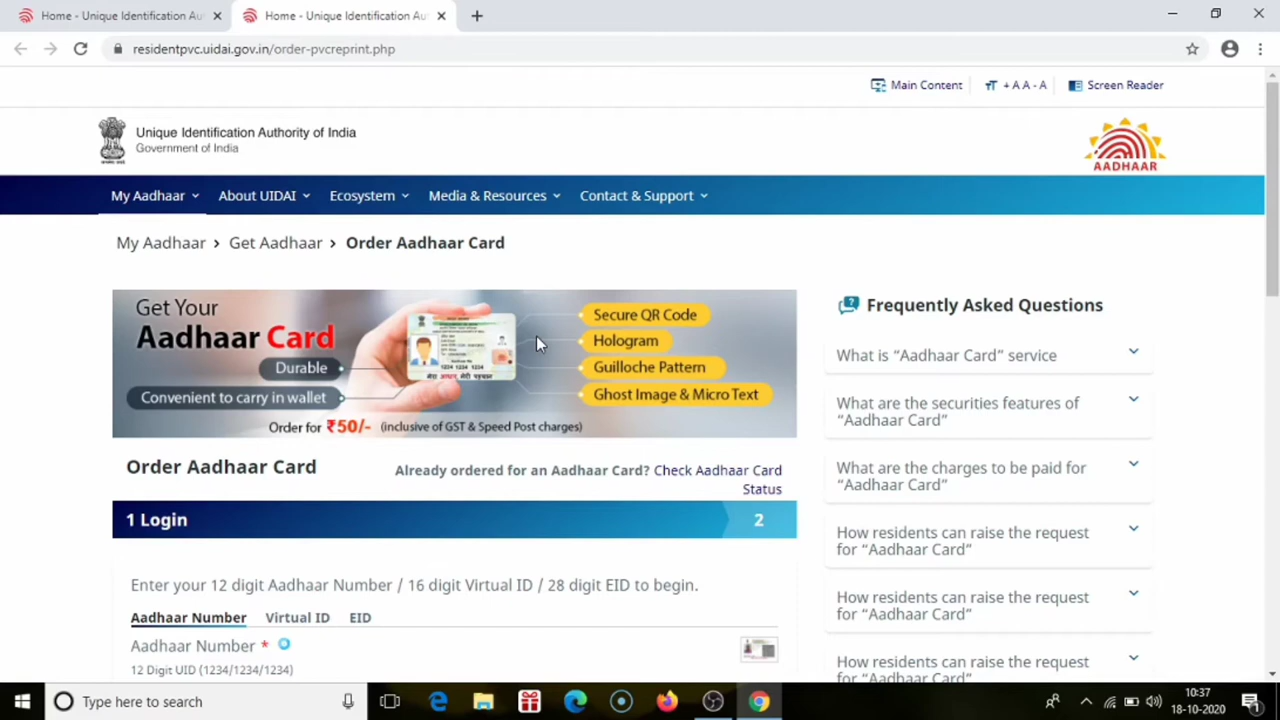 Home - Unique Identification Au
Home - Unique Identification Au
residentpvc.uidai.gov.in/order-pvcreprint.php
Main Content
тT + A A - A
Screen Reader
Unique Identification Authority of India
Government of India
AADHAAR
My Aadhaar
About UIDAI
Ecosystem
Media & Resources
Contact & Support
My Aadhaar › Get Aadhaar › Order Aadhaar Card
Get Your
Aadhaar Card
Durable
Convenient to carry in wallet
1234 1234 1234
मेरा आधार, मेरी पहचान
Secure QR Code
Hologram
Guilloche Pattern
Ghost Image & Micro Text
Order for ₹50/- (inclusive of GST & Speed Post charges)
Order Aadhaar Card
Already ordered for an Aadhaar Card? Check Aadhaar Card
Status
1 Login
2
Enter your 12 digit Aadhaar Number / 16 digit Virtual ID / 28 digit EID to begin.
Aadhaar Number
Virtual ID
EID
Aadhaar Number *
12 Digit UID (1234/1234/1234)
Frequently Asked Questions
What is “Aadhaar Card” service
What are the securities features of
“Aadhaar Card”
What are the charges to be paid for
“Aadhaar Card”
How residents can raise the request
for “Aadhaar Card”
How residents can raise the request
for “Aadhaar Card”
How residents can raise the request
for “Aadhaar Card”
Type here to search
10:37
18-10-2020
1